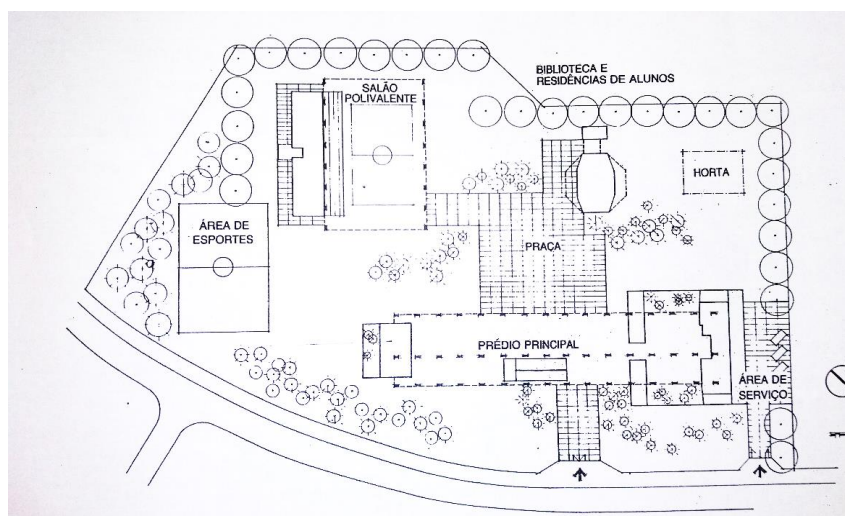 BIBLIOTECA E
RESIDÊNCIAS DE ALUNOS
SALÃO
POLIVALENTE
HORTA
ÁREA DE
ESPORTES
PRAÇA
PRÉDIO PRINCIPAL
ÁREA DE
SERVIÇO